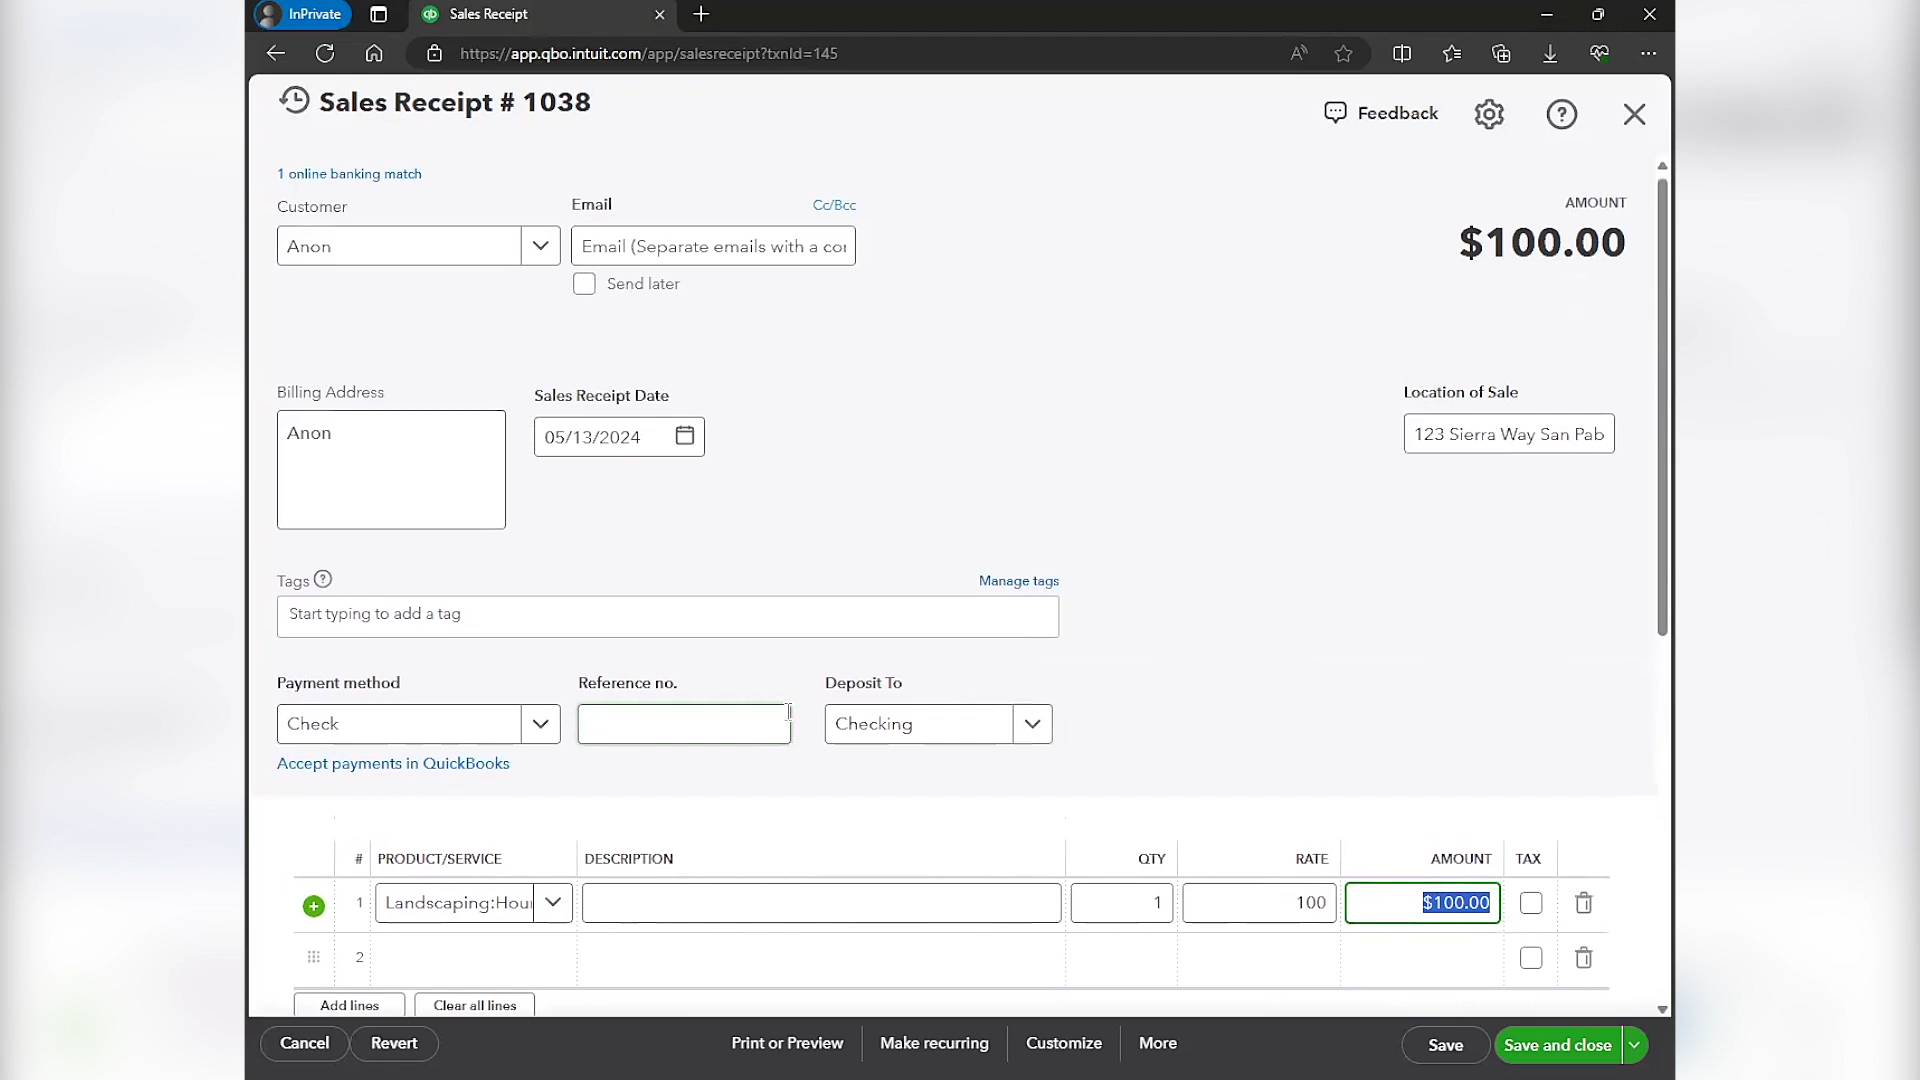 InPrivate
Sales Receipt
https://app.qbo.intuit.com/app/salesreceipt?txnId=145
Sales Receipt # 1038
Feedback
1 online banking match
Customer
Email
Cc/Bcc
AMOUNT
Anon
Email (Separate emails with a cor
$100.00
Send later
Billing Address
Sales Receipt Date
Location of Sale
Anon
05/13/2024
123 Sierra Way San Pab
Tags
Manage tags
Start typing to add a tag
Payment method
Reference no.
Deposit To
Check
Checking
Accept payments in QuickBooks
# PRODUCT/SERVICE DESCRIPTION QTY RATE AMOUNT TAX
1 Landscaping:Hour 1 100 $100.00
2
Add lines
Clear all lines
Cancel
Revert
Print or Preview
Make recurring
Customize
More
Save
Save and close